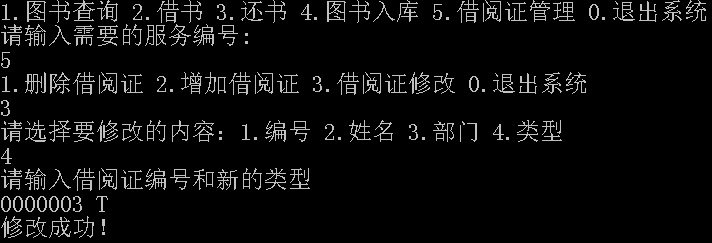 1.图书查询 2.借书 3.还书 4.图书入库 5.借阅证管理 0.退出系统
请输入需要的服务编号:
5
1.删除借阅证 2.增加借阅证 3.借阅证修改 0.退出系统
3
请选择要修改的内容: 1.编号 2.姓名 3.部门 4.类型
4
请输入借阅证编号和新的类型
0000003 T
修改成功!